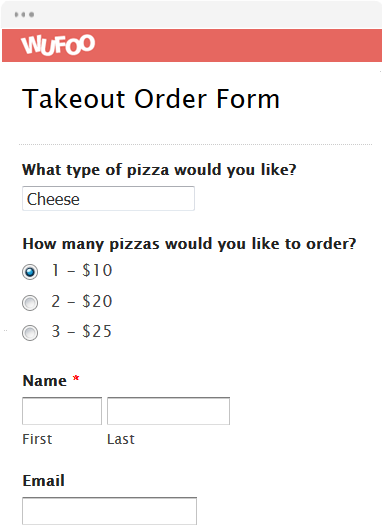 WUFOO
Takeout Order Form
What type of pizza would you like?
Cheese
How many pizzas would you like to order?
1 – $10
2 – $20
3 – $25
Name *
First Last
Email